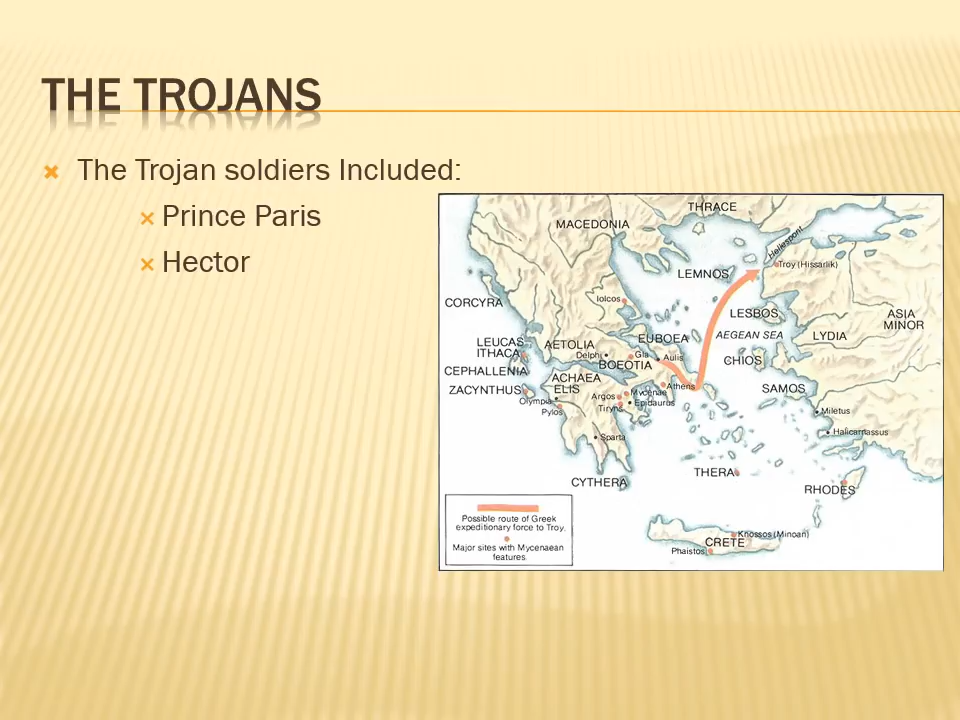 THE TROJANS
The Trojan soldiers Included:
Prince Paris
Hector
THRACE
MACEDONIA
Hellespont
Troy (Hissarlik)
LEMNOS
CORCYRA
Iolcos
LESBOS
ASIA
MINOR
AEGEAN SEA
LYDIA
EUBOEA
LEUCAS
ITHACA
AETOLIA
Delphi
Gla
Aulis
BOEOTIA
CHIOS
CEPHALLENIA
ACHAEA
ELIS
ZACYNTHUS
Athens
SAMOS
Argos
Mycenae
Olympia
Tiryns
Epidaurus
Pylos
Miletus
Halicarnassus
Sparta
THERA
CYTHERA
RHODES
Possible route of Greek
expeditionary force to Troy.
Major sites with Mycenaean
features.
Knossos (Minoan)
CRETE
Phaistos